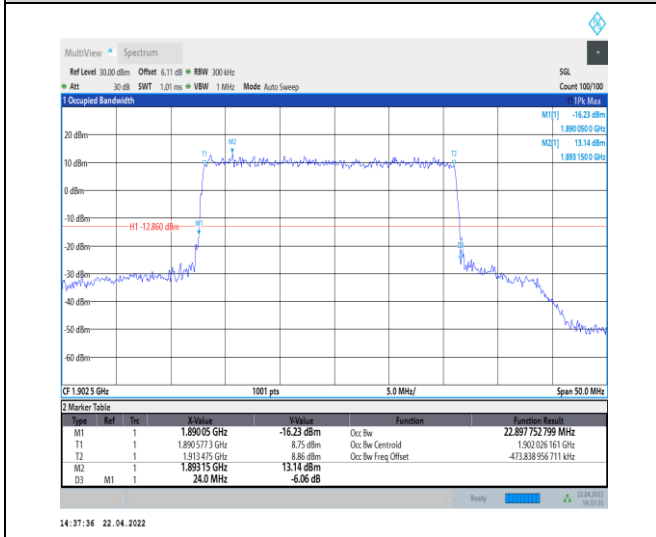 MultiView Spectrum
Ref Level 30.00 dBm Offset 6.11 dB RBW 300 kHz SGL
Att 30 dB SWT 1.01 ms VBW 1 MHz Mode Auto Sweep Count 100/100
1 Occupied Bandwidth 1Pk Max
M1[1] -16.23 dBm
1.890 050 0 GHz
M2[1] 13.14 dBm
1.893 150 0 GHz
20 dBm
M2
T1 T2
10 dBm
0 dBm
-10 dBm
H1 -12.860 dBm M1
D3
-30 dBm
-40 dBm
-50 dBm
-60 dBm
CF 1.902 5 GHz 1001 pts 5.0 MHz/ Span 50.0 MHz
2 Marker Table
Type Ref Trc X-Value Y-Value Function Function Result
M1 1 1.890 05 GHz -16.23 dBm Occ Bw 22.897 752 799 MHz
T1 1 1.890 577 3 GHz 8.75 dBm Occ Bw Centroid 1.902 026 161 GHz
T2 1 1.913 475 GHz 8.86 dBm Occ Bw Freq Offset -473.838 956 711 kHz
M2 1 1.893 15 GHz 13.14 dBm
D3 M1 1 24.0 MHz -6.06 dB
Ready 22.04.2022
14:37:35
14:37:36 22.04.2022